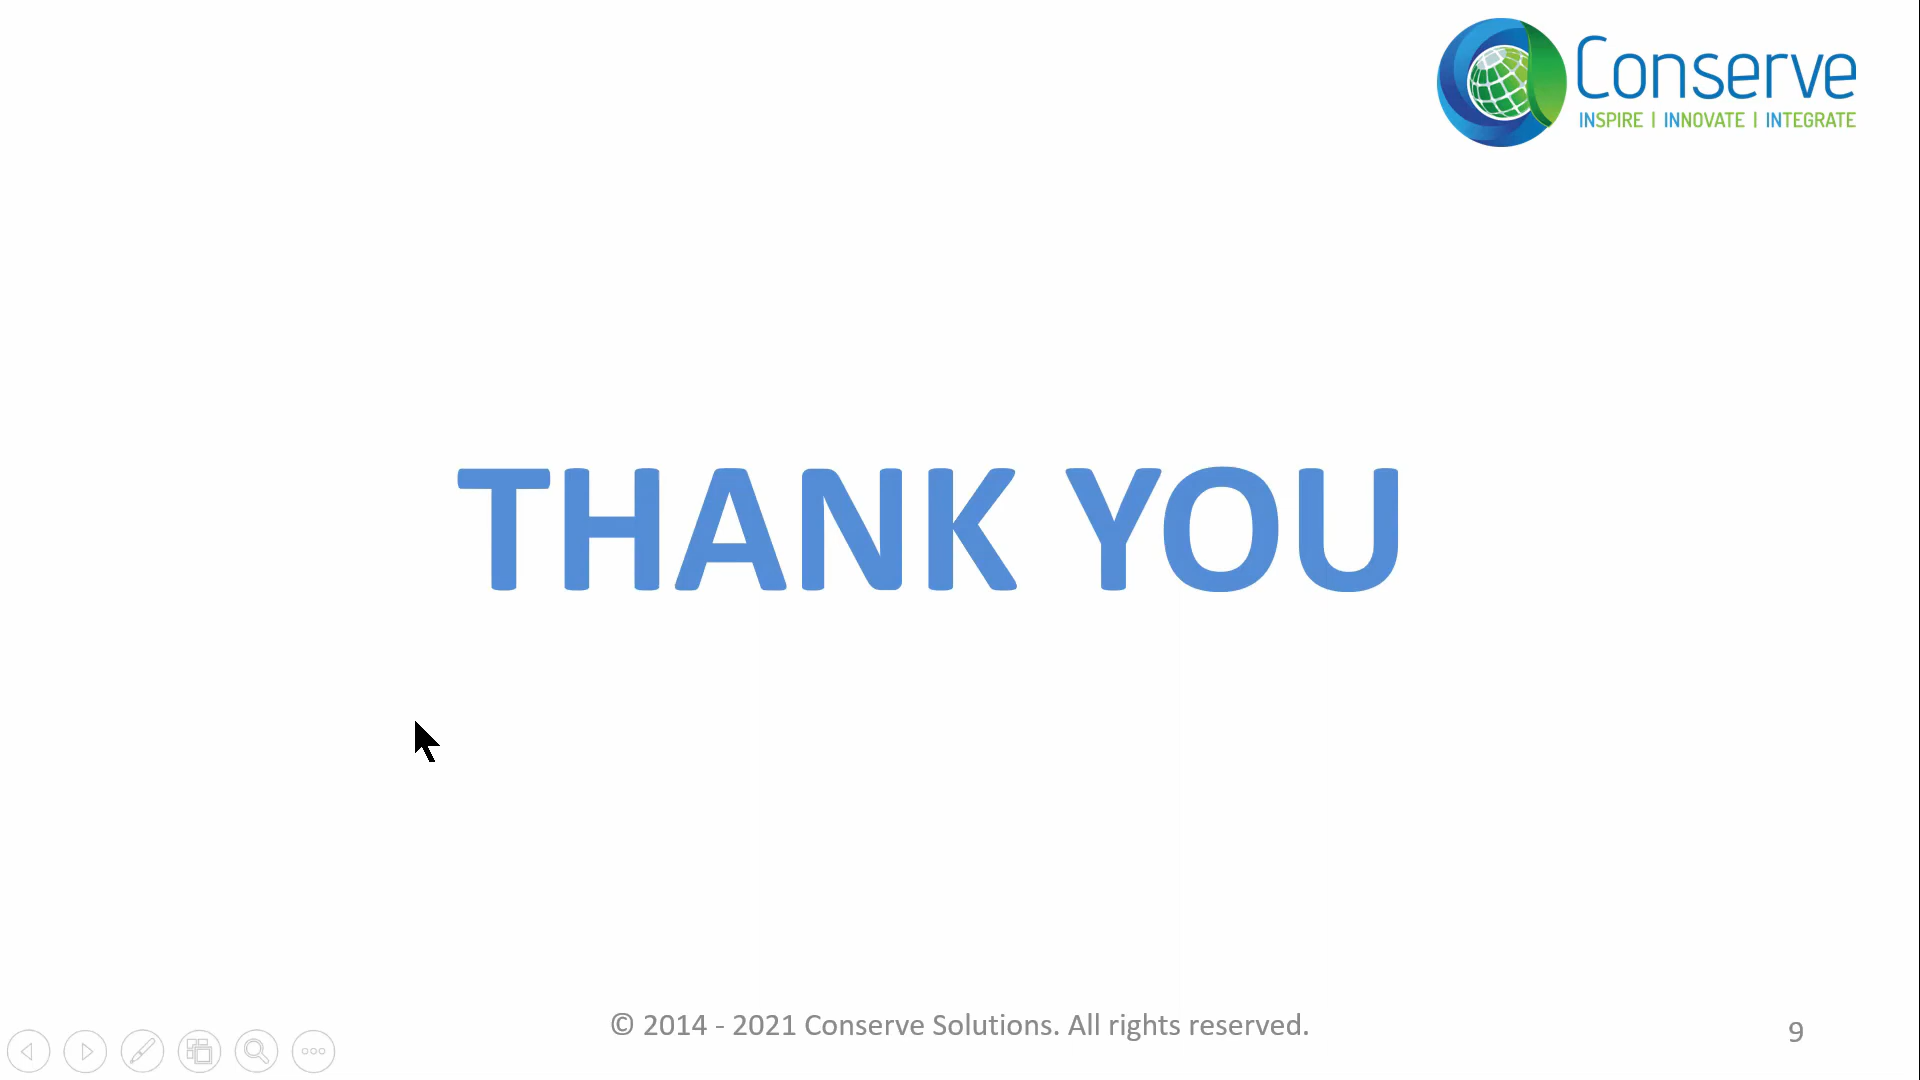 Conserve
INSPIRE | INNOVATE | INTEGRATE
THANK YOU
© 2014 - 2021 Conserve Solutions. All rights reserved.
9